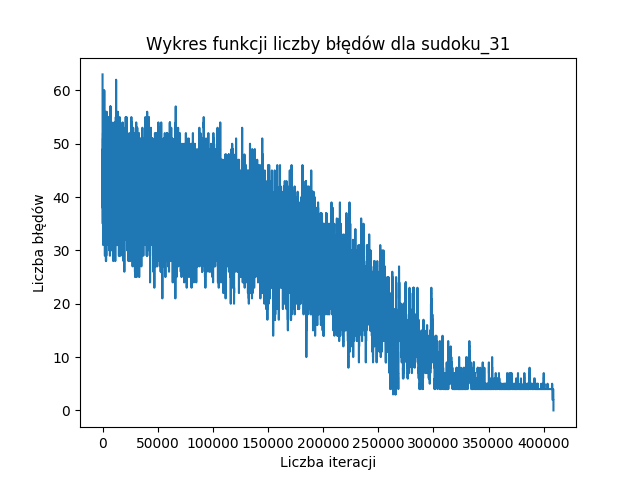 Wykres funkcji liczby błędów dla sudoku_31
60
50
40
30
20
10
0
Liczba błędów
0 50000 100000 150000 200000 250000 300000 350000 400000
Liczba iteracji